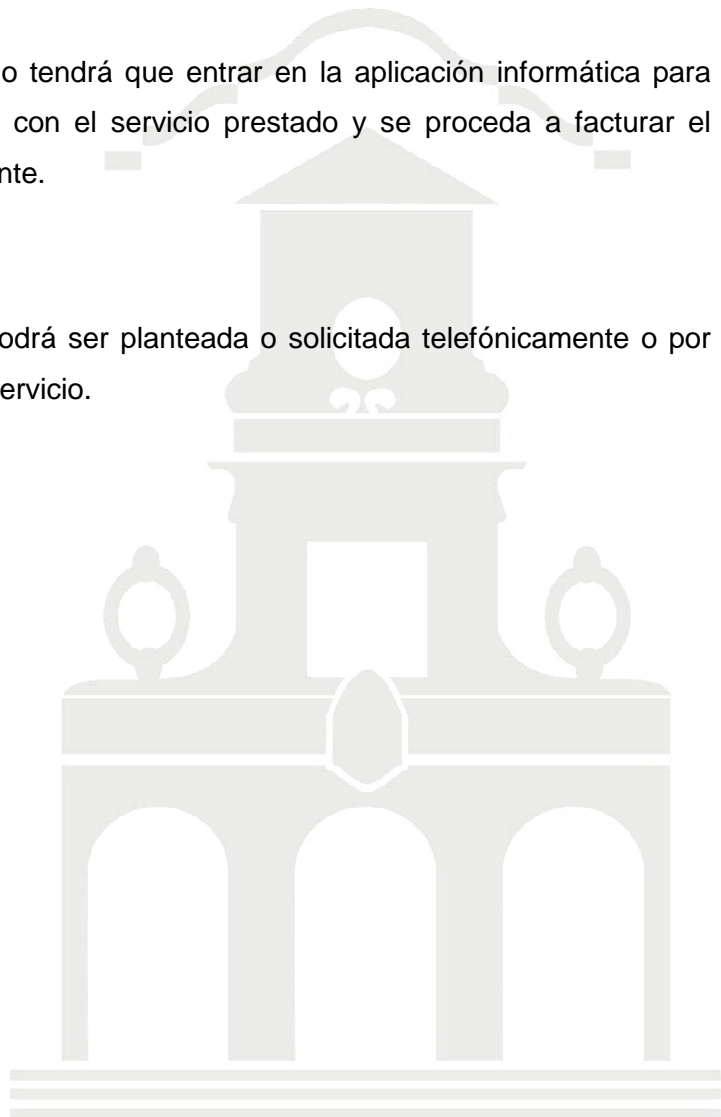 o tendrá que entrar en la aplicación informática para
con el servicio prestado y se proceda a facturar el
nte.
odrá ser planteada o solicitada telefónicamente o por
ervicio.